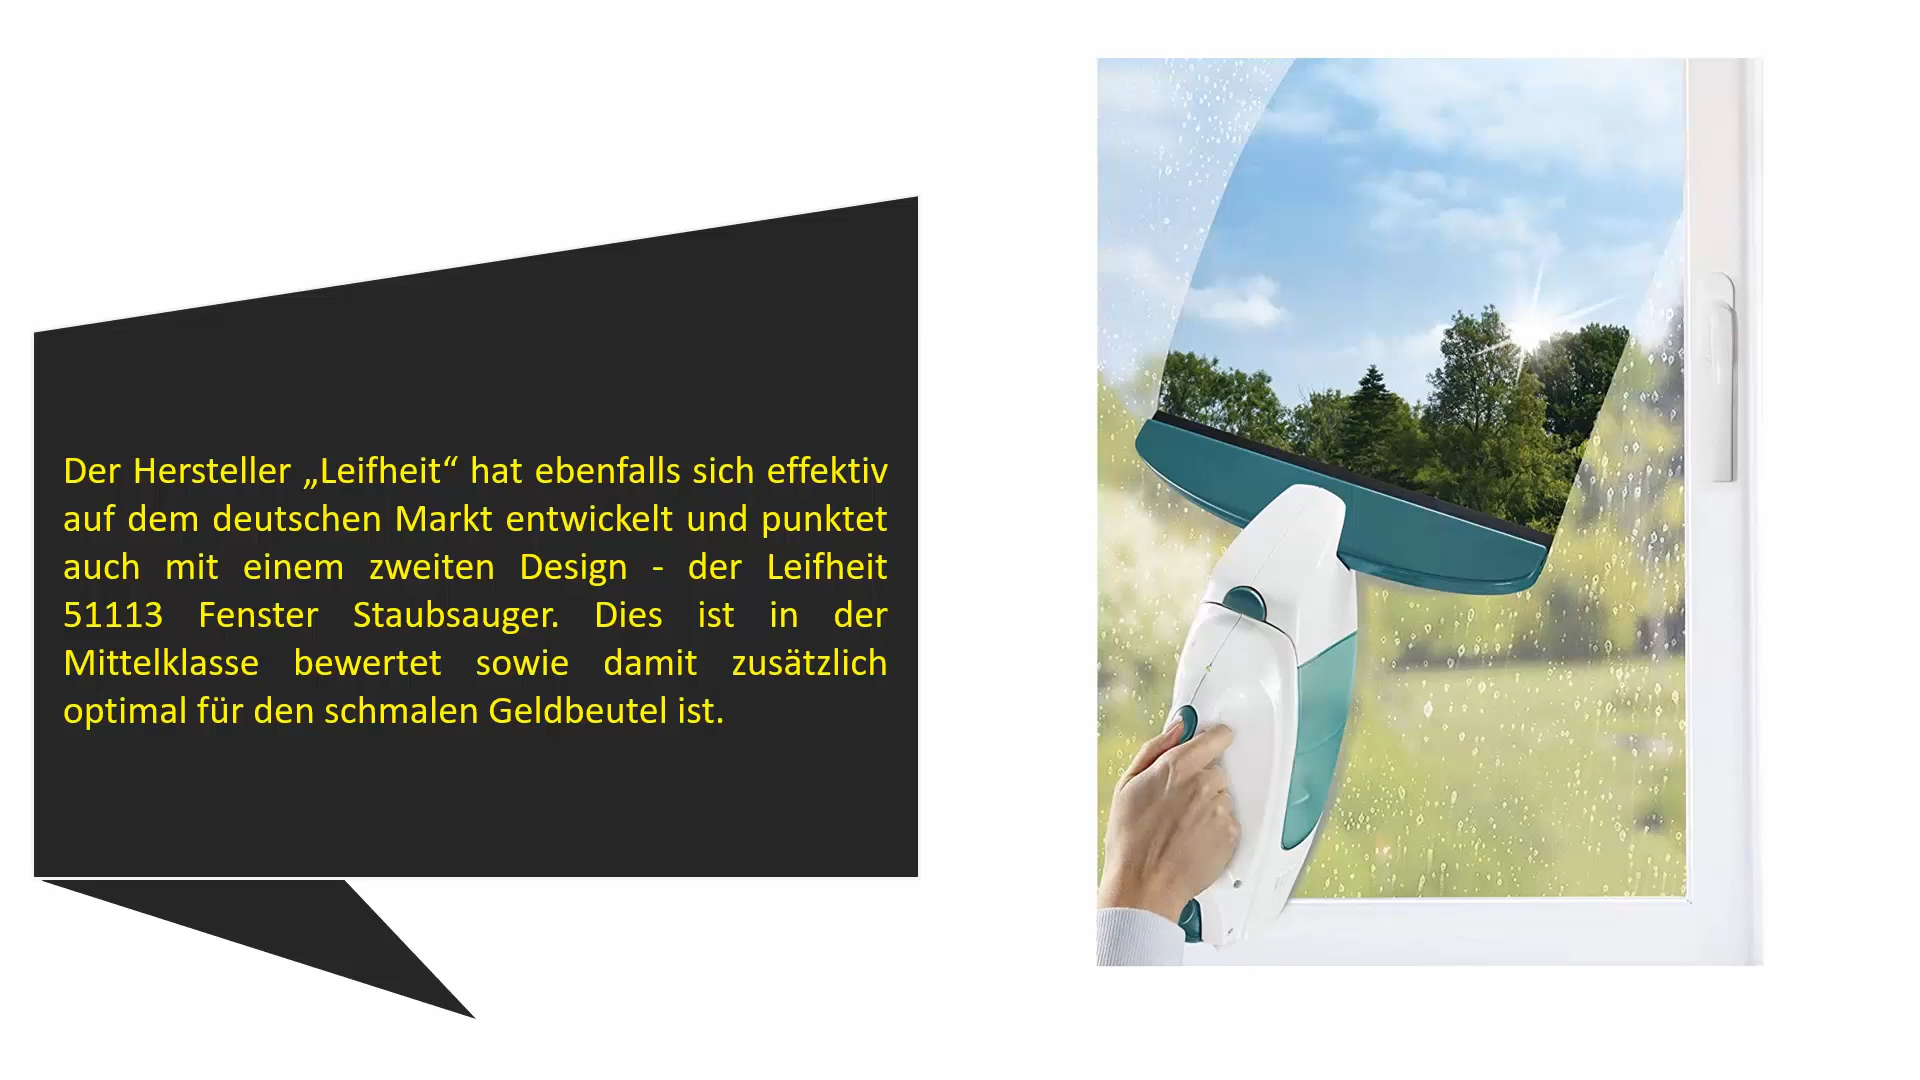 Der Hersteller „Leifheit“ hat ebenfalls sich effektiv
auf dem deutschen Markt entwickelt und punktet
auch mit einem zweiten Design - der Leifheit
51113 Fenster Staubsauger. Dies ist in der
Mittelklasse bewertet sowie damit zusätzlich
optimal für den schmalen Geldbeutel ist.